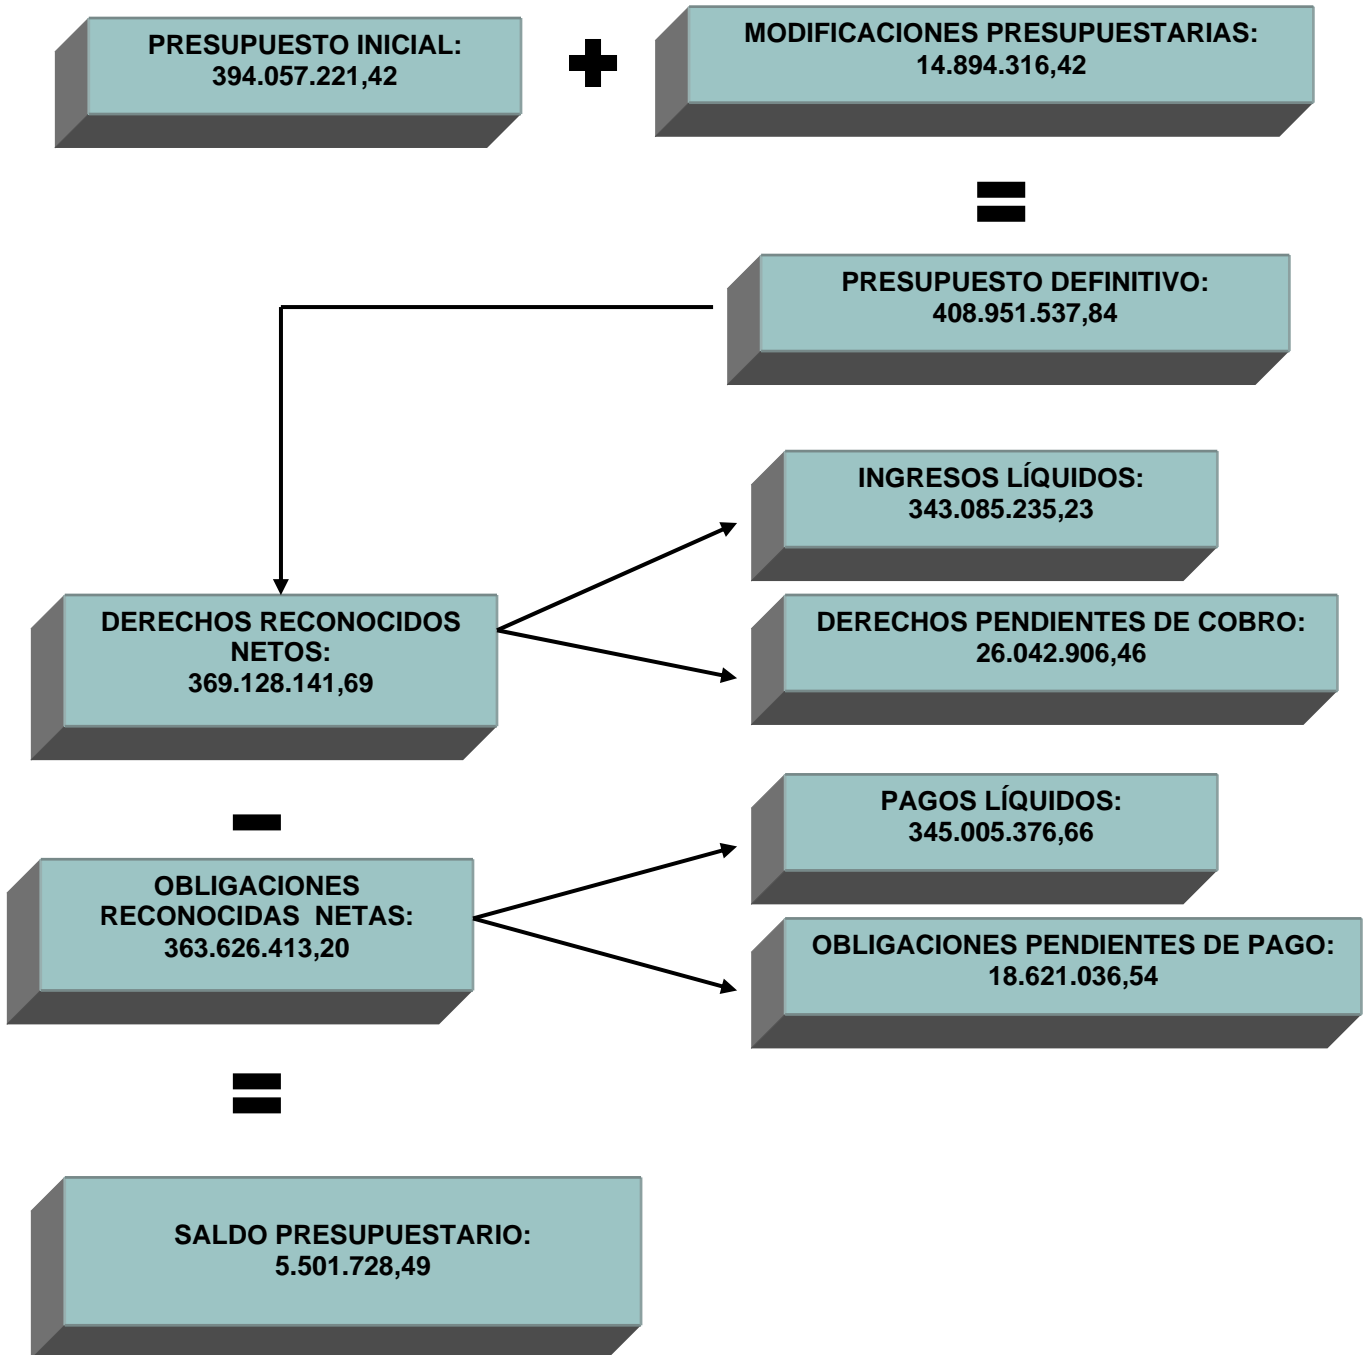 PRESUPUESTO INICIAL:
394.057.221,42
MODIFICACIONES PRESUPUESTARIAS:
14.894.316,42
PRESUPUESTO DEFINITIVO:
408.951.537,84
INGRESOS LÍQUIDOS:
343.085.235,23
DERECHOS RECONOCIDOS
NETOS:
369.128.141,69
DERECHOS PENDIENTES DE COBRO:
26.042.906,46
PAGOS LÍQUIDOS:
345.005.376,66
OBLIGACIONES
RECONOCIDAS  NETAS:
363.626.413,20
OBLIGACIONES PENDIENTES DE PAGO:
18.621.036,54
SALDO PRESUPUESTARIO:
5.501.728,49